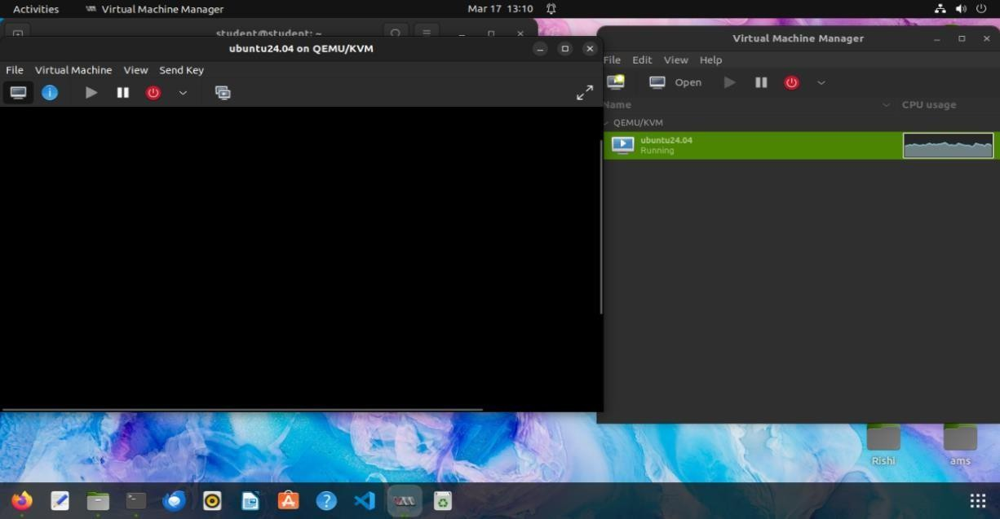 Activities Virtual Machine Manager Mar 17 13:10
student@student: ~
ubuntu24.04 on QEMU/KVM
File Virtual Machine View Send Key
Virtual Machine Manager
File Edit View Help
Open
Name CPU usage
QEMU/KVM
ubuntu24.04
Running
Rishi ams